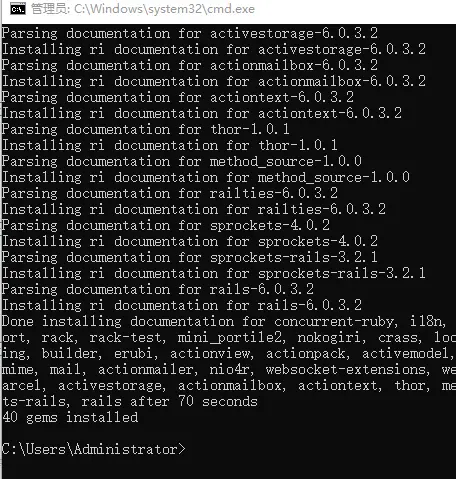 管理员: C:\Windows\system32\cmd.exe
Parsing documentation for activestorage-6.0.3.2
Installing ri documentation for activestorage-6.0.3.2
Parsing documentation for actionmailbox-6.0.3.2
Installing ri documentation for actionmailbox-6.0.3.2
Parsing documentation for actiontext-6.0.3.2
Installing ri documentation for actiontext-6.0.3.2
Parsing documentation for thor-1.0.1
Installing ri documentation for thor-1.0.1
Parsing documentation for method_source-1.0.0
Installing ri documentation for method_source-1.0.0
Parsing documentation for railties-6.0.3.2
Installing ri documentation for railties-6.0.3.2
Parsing documentation for sprockets-4.0.2
Installing ri documentation for sprockets-4.0.2
Parsing documentation for sprockets-rails-3.2.1
Installing ri documentation for sprockets-rails-3.2.1
Parsing documentation for rails-6.0.3.2
Installing ri documentation for rails-6.0.3.2
Done installing documentation for concurrent-ruby, i18n,
ort, rack, rack-test, mini_portile2, nokogiri, crass, loo
ing, builder, erubi, actionview, actionpack, activemodel,
mime, mail, actionmailer, nio4r, websocket-extensions, we
arcel, activestorage, actionmailbox, actiontext, thor, me
ts-rails, rails after 70 seconds
40 gems installed
C:\Users\Administrator>